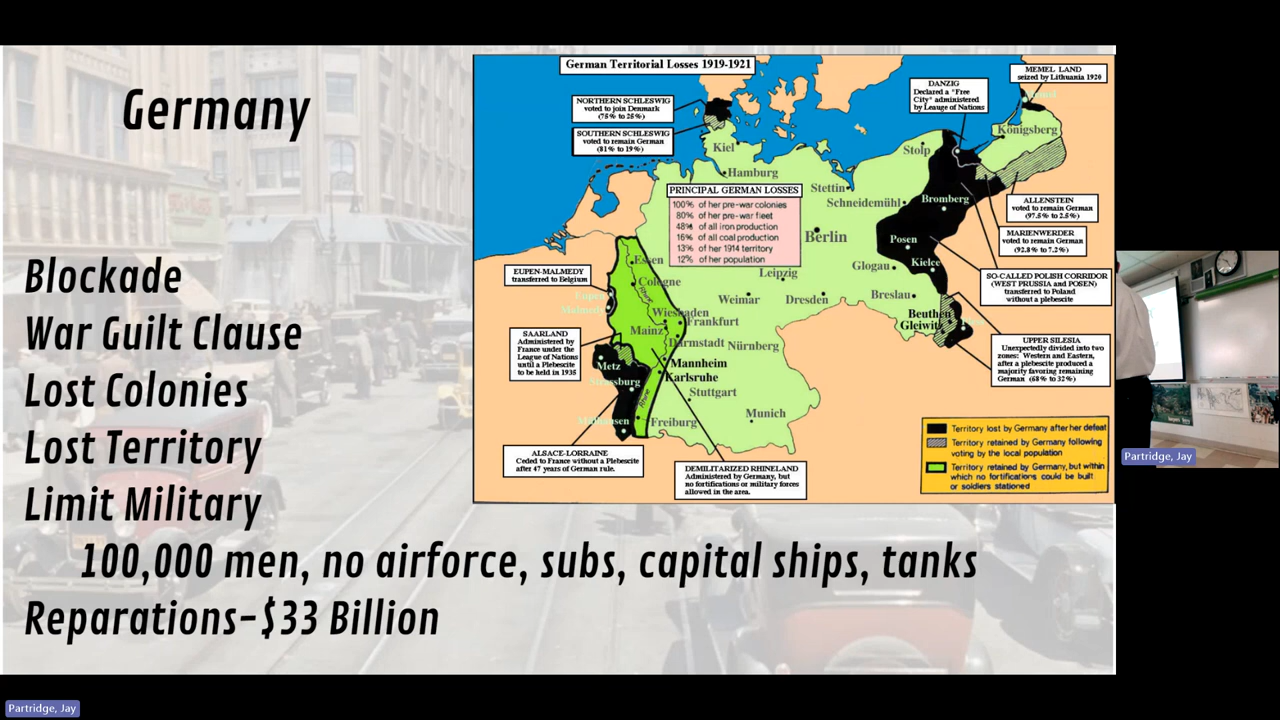 Germany
Blockade
War Guilt Clause
Lost Colonies
Lost Territory
Limit Military
100,000 men, no airforce, subs, capital ships, tanks
Reparations-$33 Billion
German Territorial Losses 1919-1921
NORTHERN SCHLESWIG
voted to join Denmark
(75% to 25%)
SOUTHERN SCHLESWIG
voted to remain German
(81% to 19%)
DANZIG
Declared a "Free
City" administered
by Leauge of Nations
MEMEL LAND
seized by Lithuania 1920
Königsberg
Kiel
Stolp
Hamburg
Stettin
Schneidemühl
Bromberg
PRINCIPAL GERMAN LOSSES
100% of her pre-war colonies
80% of her pre-war fleet
48% of all iron production
16% of all coal production
13% of her 1914 territory
12% of her population
Berlin
ALLENSTEIN
voted to remain German
(97.5% to 2.5%)
MARIENWERDER
voted to remain German
(92.8% to 7.2%)
Posen
Kielce
Glogau
Essen
Cologne
Leipzig
SO-CALLED POLISH CORRIDOR
(WEST PRUSSIA and POSEN)
transferred to Poland
without a plebescite
EUPEN-MALMEDY
transferred to Belgium
Eupen
Malmedy
Rhine
Weimar
Dresden
Breslau
Wiesbaden
Frankfurt
Mainz
Beuthen
Gleiwitz
SAARLAND
Administered by
France under the
League of Nations
until a Plebescite
to be held in 1935
Darmstadt
Nürnberg
UPPER SILESIA
Unexpectedly divided into two
zones: Western and Eastern,
after a plebescite produced a
majority favoring remaining
German (68% to 32%)
Metz
Mannheim
Karlsruhe
Strassburg
Stuttgart
Rhine
Munich
Freiburg
ALSACE-LORRAINE
Ceded to France without a Plebescite
after 47 years of German rule.
DEMILITARIZED RHINELAND
Administered by Germany, but
no fortifications or military forces
allowed in the area.
Territory lost by Germany after her defeat
Territory retained by Germany following
voting by the local population
Territory retained by Germany, but within
which no fortifications could be built
or soldiers stationed
Partridge, Jay
Partridge, Jay